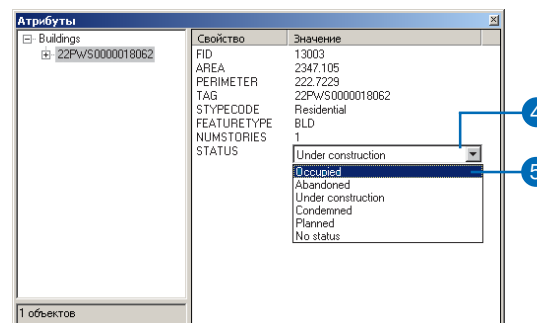 Атрибуты
Buildings
22PWS0000018062
Свойство Значение
FID 13003
AREA 2347.105
PERIMETER 222.7229
TAG 22PWS0000018062
STYPECODE Residential
FEATURETYPE BLD
NUMSTORIES 1
STATUS Under construction
4
Occupied
5
Abandoned
Under construction
Condemned
Planned
No status
1 объектов